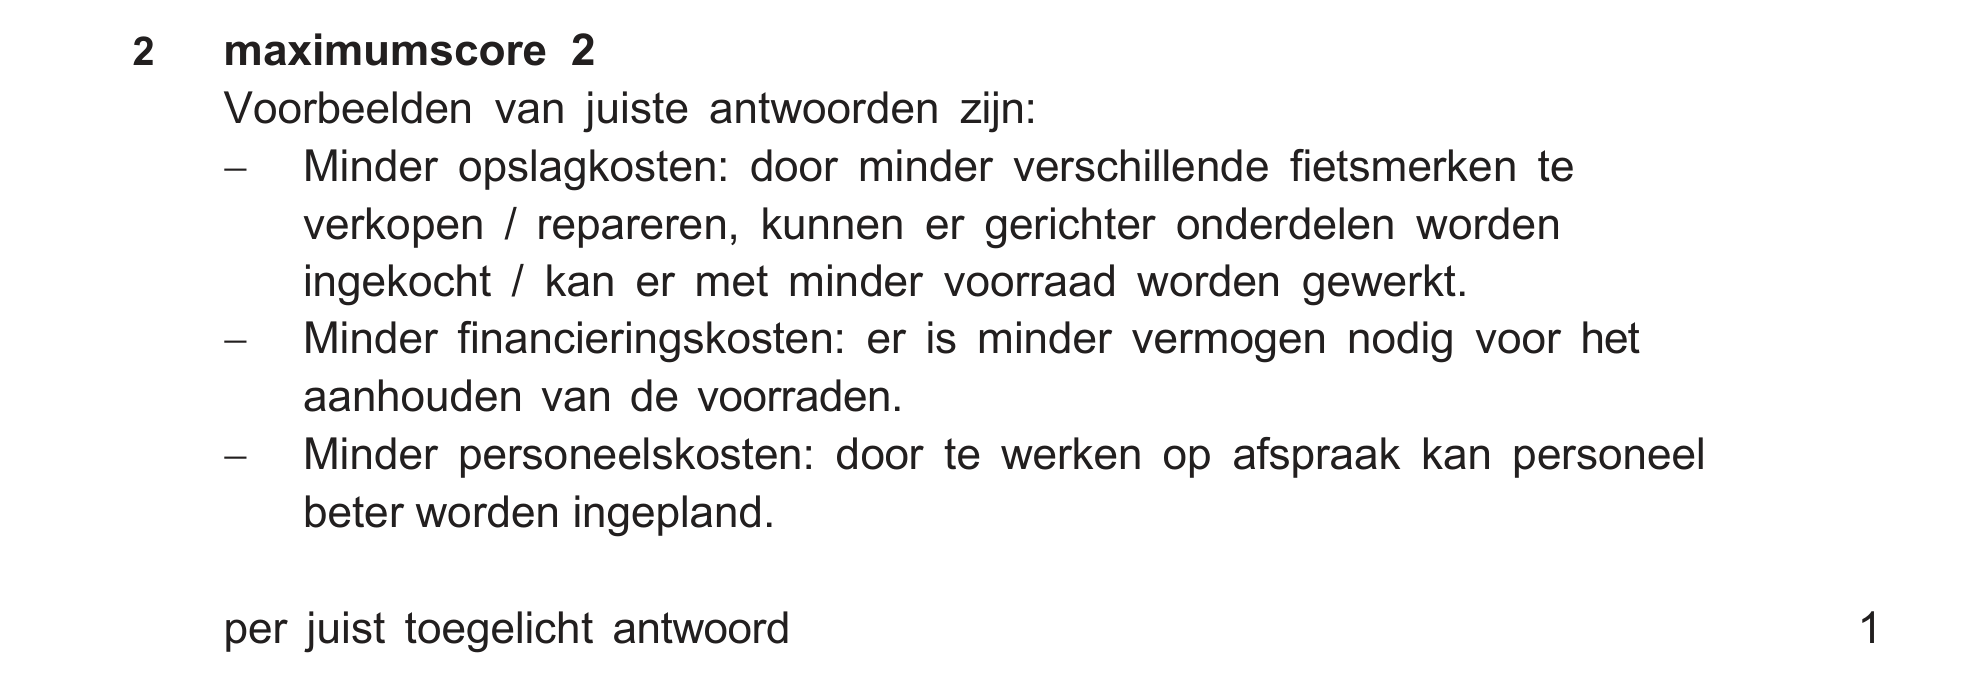 2 maximumscore 2
Voorbeelden van juiste antwoorden zijn:
– Minder opslagkosten: door minder verschillende fietsmerken te
verkopen / repareren, kunnen er gerichter onderdelen worden
ingekocht / kan er met minder voorraad worden gewerkt.
– Minder financieringskosten: er is minder vermogen nodig voor het
aanhouden van de voorraden.
– Minder personeelskosten: door te werken op afspraak kan personeel
beter worden ingepland.
per juist toegelicht antwoord 1